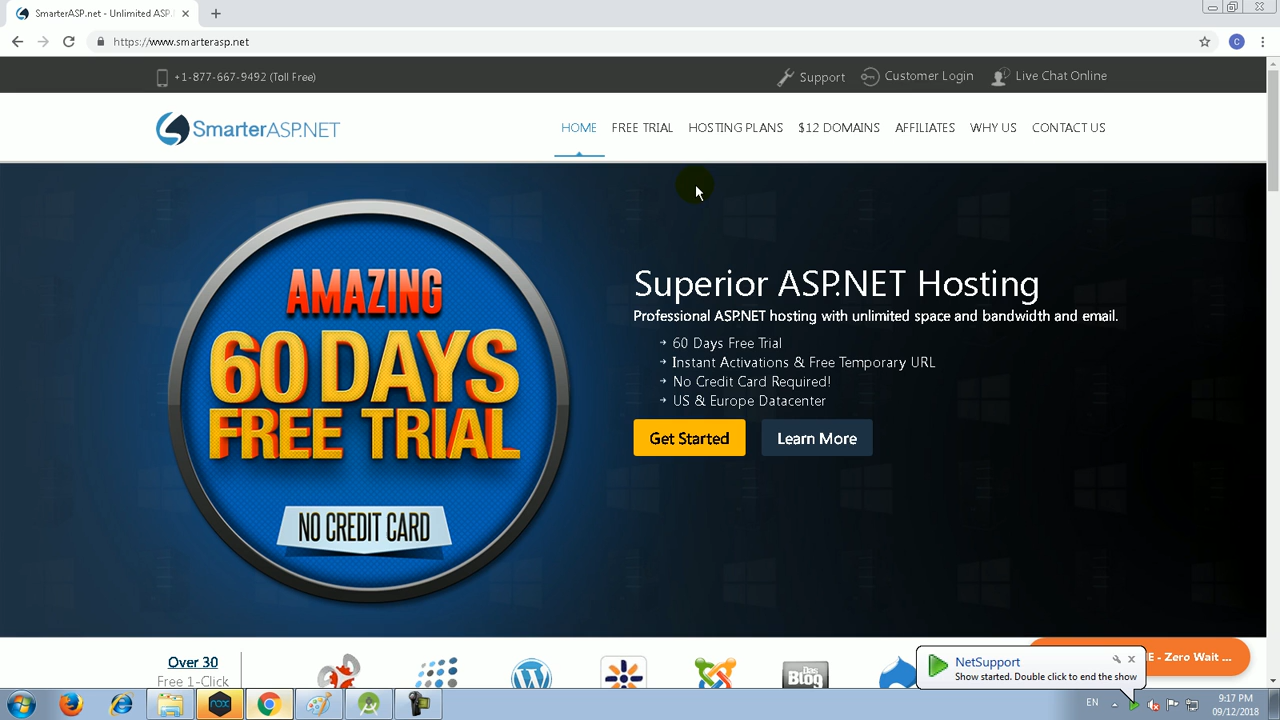 SmarterASP.net - Unlimited ASP.
https://www.smarterasp.net
C
+1-877-667-9492 (Toll Free)
Support
Customer Login
Live Chat Online
SmarterASP.NET
HOME
FREE TRIAL
HOSTING PLANS
$12 DOMAINS
AFFILIATES
WHY US
CONTACT US
AMAZING
60 DAYS
FREE TRIAL
NO CREDIT CARD
Superior ASP.NET Hosting
Professional ASP.NET hosting with unlimited space and bandwidth and email.
60 Days Free Trial
Instant Activations & Free Temporary URL
No Credit Card Required!
US & Europe Datacenter
Get Started
Learn More
Over 30
Free 1-Click
Das
Blog
E - Zero Wait ...
NetSupport
Show started. Double click to end the show
nox
EN
9:17 PM
09/12/2018